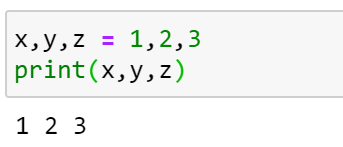 x,y,z = 1,2,3
print(x,y,z)
1 2 3